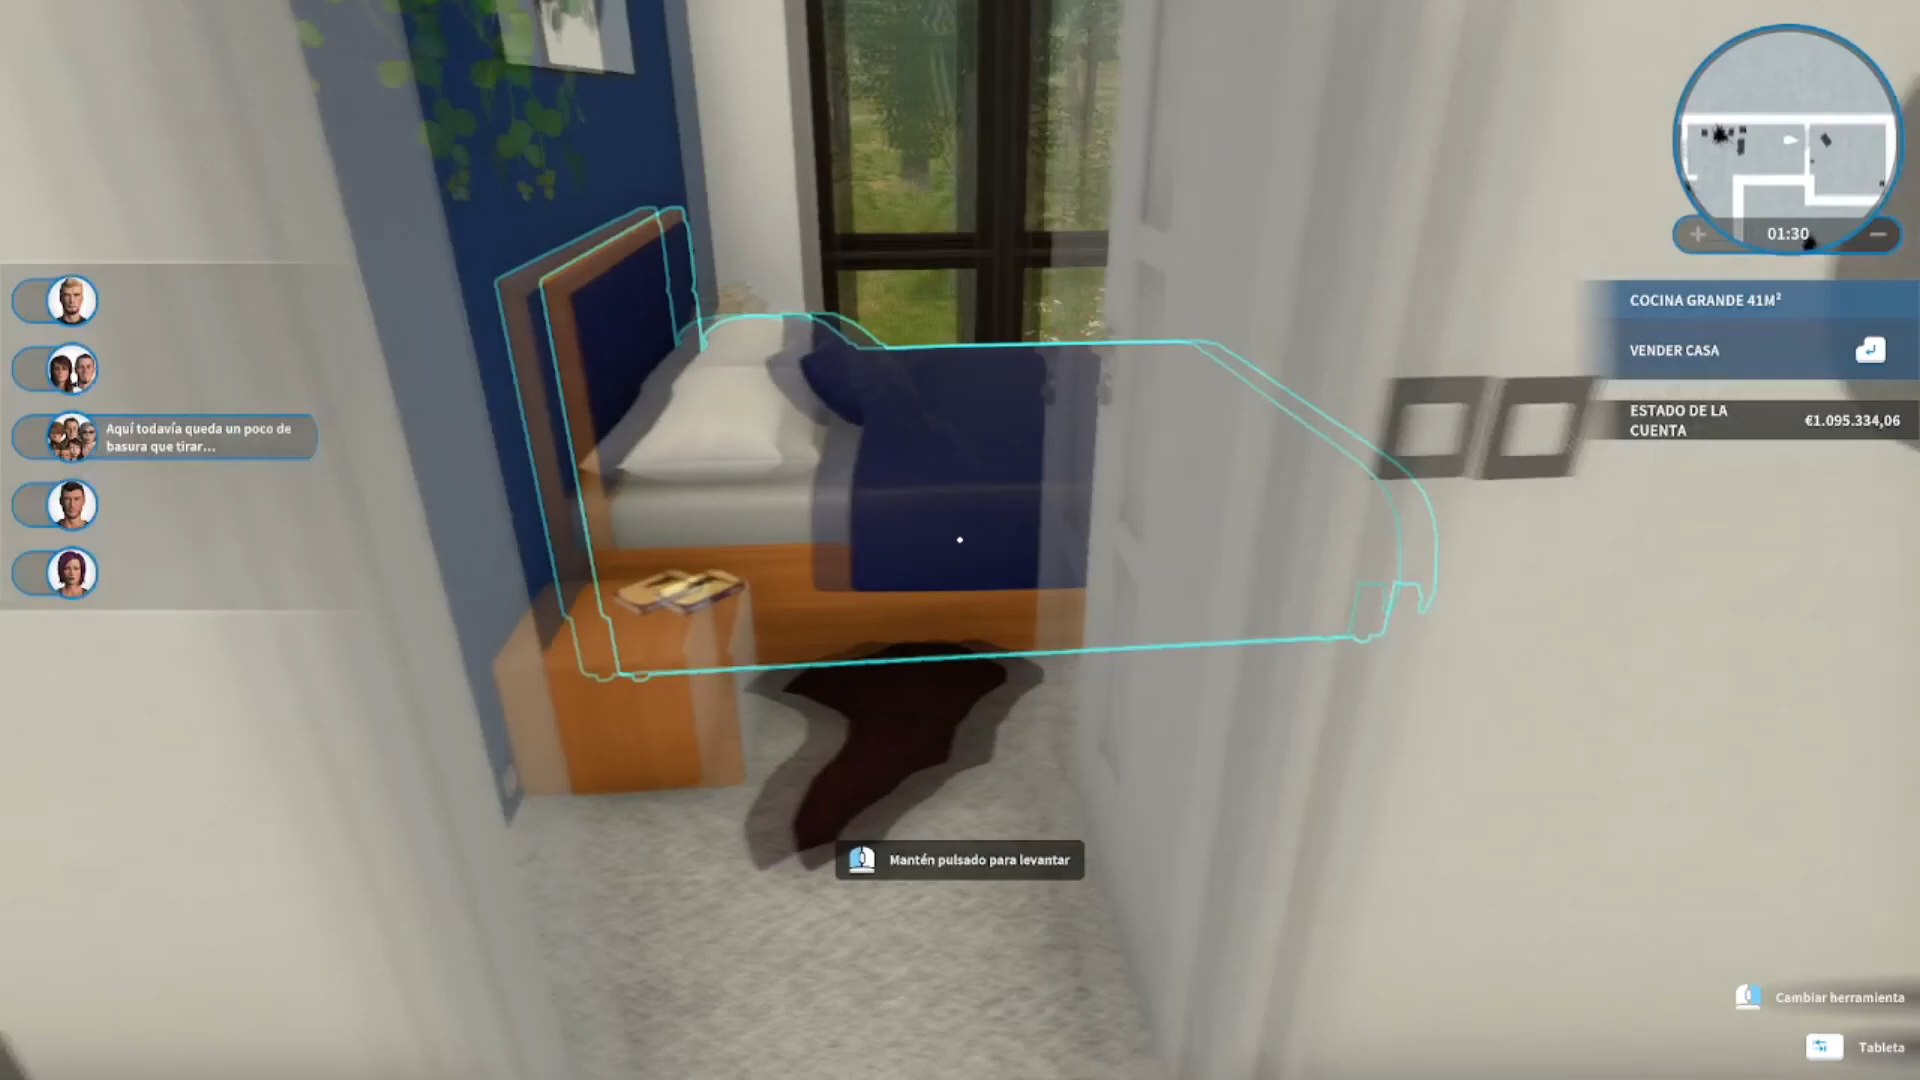 01:30
COCINA GRANDE 41M²
VENDER CASA
ESTADO DE LA
CUENTA
€1.095.334,06
Aquí todavía queda un poco de
basura que tirar...
Mantén pulsado para levantar
Cambiar herramienta
Tableta